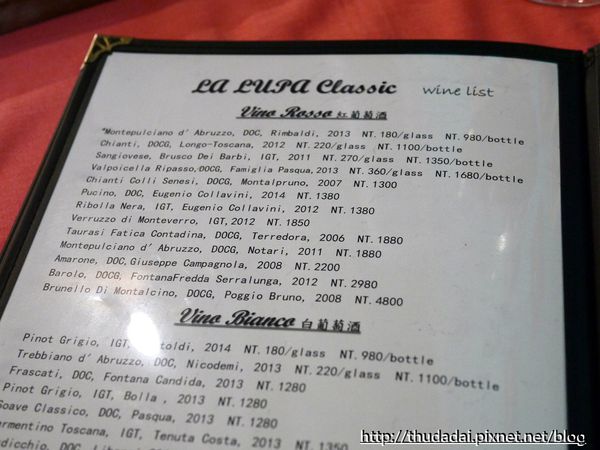 LA LUPA Classic wine list
Vino Rosso 紅葡萄酒
*Montepulciano d' Abruzzo, DOC, Rimbaldi, 2013 NT.180/glass NT.980/bottle
Chianti, DOCG, Longo-Toscana, 2012 NT.220/glass NT.1100/bottle
Sangiovese, Brusco Dei Barbi, IGT, 2011 NT.270/glass NT.1350/bottle
Valpoicella Ripasso,DOCG, Famiglia Pasqua,2013 NT.360/glass NT.1680/bottle
Chianti Colli Senesi, DOCG, Montalpruno, 2007 NT.1300
Pucino, DOC, Eugenio Collavini, 2014 NT.1380
Ribolla Nera, IGT, Eugenio Collavini, 2012 NT.1380
Verruzzo di Monteverro, IGT,2012 NT.1850
Taurasi Fatica Contadina, DOCG, Terredora, 2006 NT.1880
Montepulciano d' Abruzzo, DOCG, Notari, 2011 NT.1880
Amarone, DOC,Giuseppe Campagnola, 2008 NT.2200
Barolo, DOCG, FontanaFredda Serralunga, 2012 NT.2980
Brunello Di Montalcino, DOCG, Poggio Bruno, 2008 NT.4800
Vino Bianco 白葡萄酒
Pinot Grigio, IGT, 2014 NT.180/glass NT.980/bottle
Trebbiano d' Abruzzo, DOC, Nicodemi, 2013 NT.220/glass NT.1100/bottle
Frascati, DOC, Fontana Candida, 2013 NT.1280
Pinot Grigio, IGT, Bolla , 2013 NT.1280
Soave Classico, DOC, Pasqua, 2013 NT.1280
Toscana, IGT, Tenuta Costa, 2013 NT.1350
http://thudadai.pixnet.net/blog